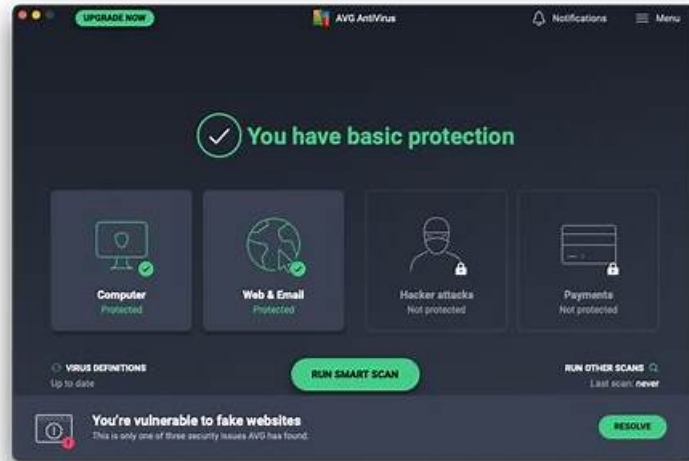 UPGRADE NOW
AVG AntiVirus
Notifications
Menu
You have basic protection
Computer
Protected
Web & Email
Protected
Hacker attacks
Not protected
Payments
Not protected
VIRUS DEFINITIONS
Up to date
RUN SMART SCAN
RUN OTHER SCANS
Last scan: never
You're vulnerable to fake websites
This is only one of three security issues AVG has found.
RESOLVE